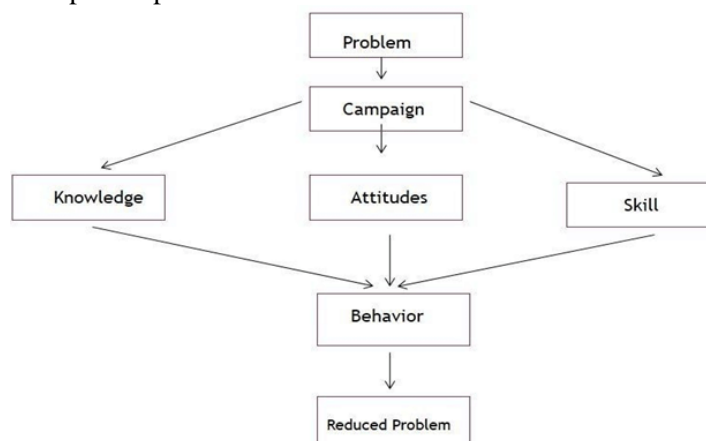 Problem
Campaign
Knowledge
Attitudes
Skill
Behavior
Reduced Problem